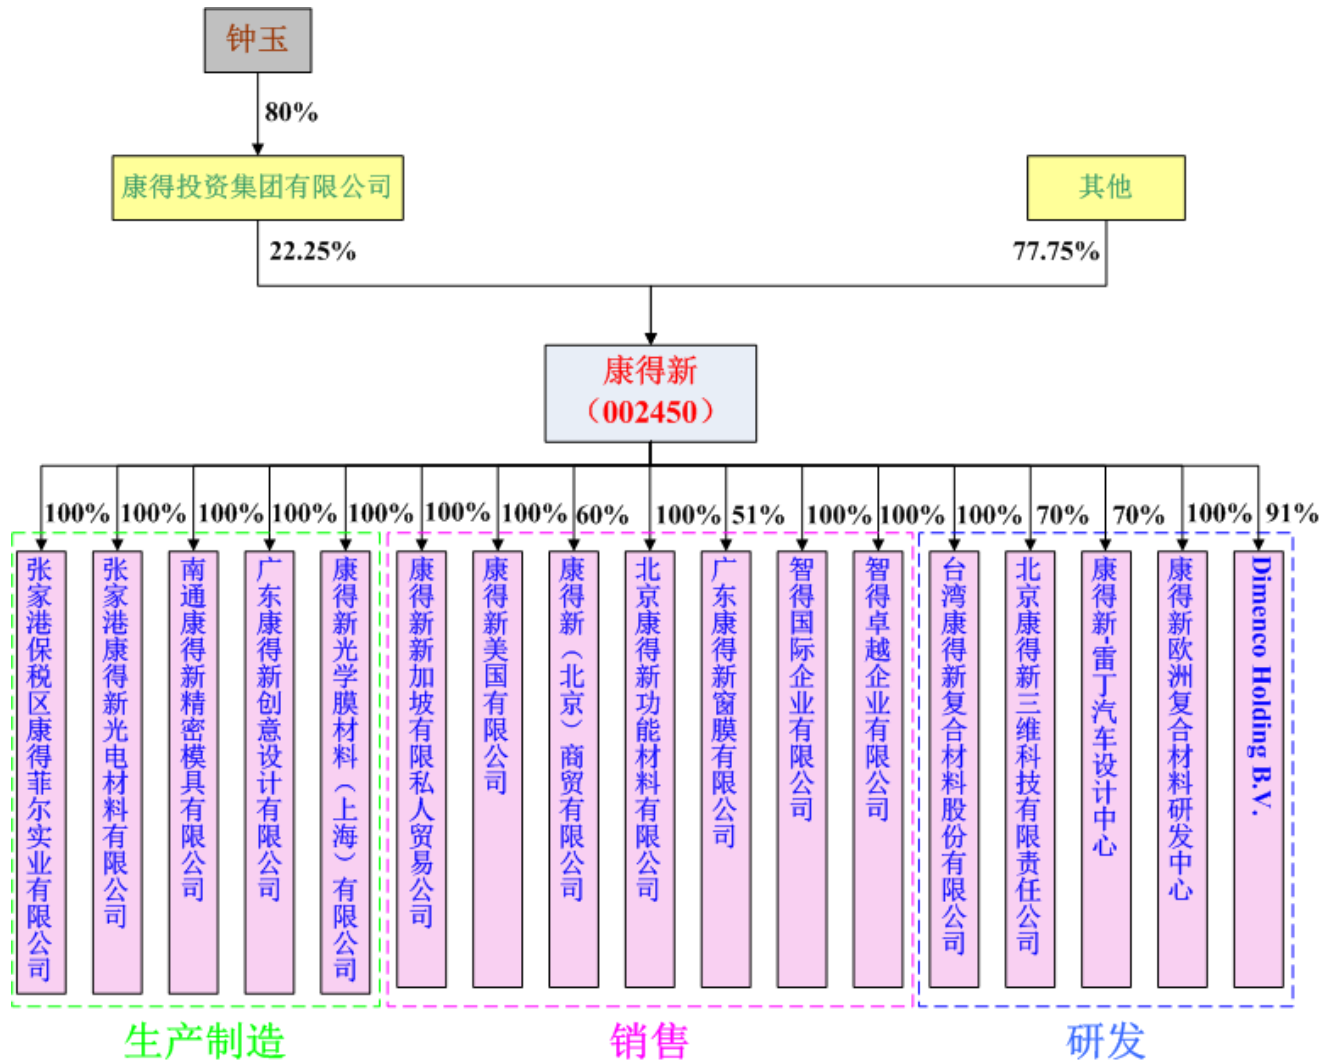 钟玉
80%
康得投资集团有限公司
其他
22.25%
77.75%
康得新
（002450）
100%
100%
100%
100%
100%
100%
100%
60%
100%
51%
100%
100%
100%
70%
70%
100%
91%
张家港保税区康得菲尔实业有限公司
张家港康得新光电材料有限公司
南通康得新精密模具有限公司
广东康得新创意设计有限公司
康得新光学膜材料（上海）有限公司
康得新新加坡有限私人贸易公司
康得新美国有限公司
康得新（北京）商贸有限公司
北京康得新功能材料有限公司
广东康得新窗膜有限公司
智得国际企业有限公司
智得卓越企业有限公司
台湾康得新复合材料股份有限公司
北京康得新三维科技有限责任公司
康得新-雷丁汽车设计中心
康得新欧洲复合材料研发中心
Dimenco Holding B.V.
生产制造
销售
研发